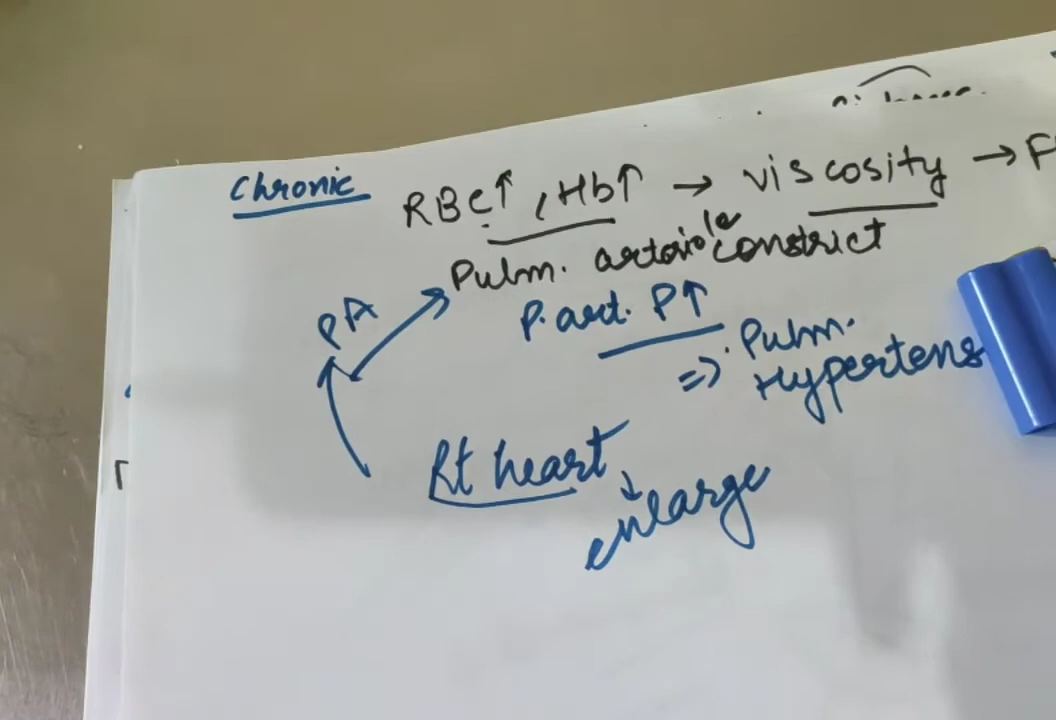 Chronic RBC↑, Hb↑ → viscosity → F
Pulm. arteriole constrict
PA
P. art. P↑
⇒ Pulm.
Hypertens
Rt heart
↓
enlarge